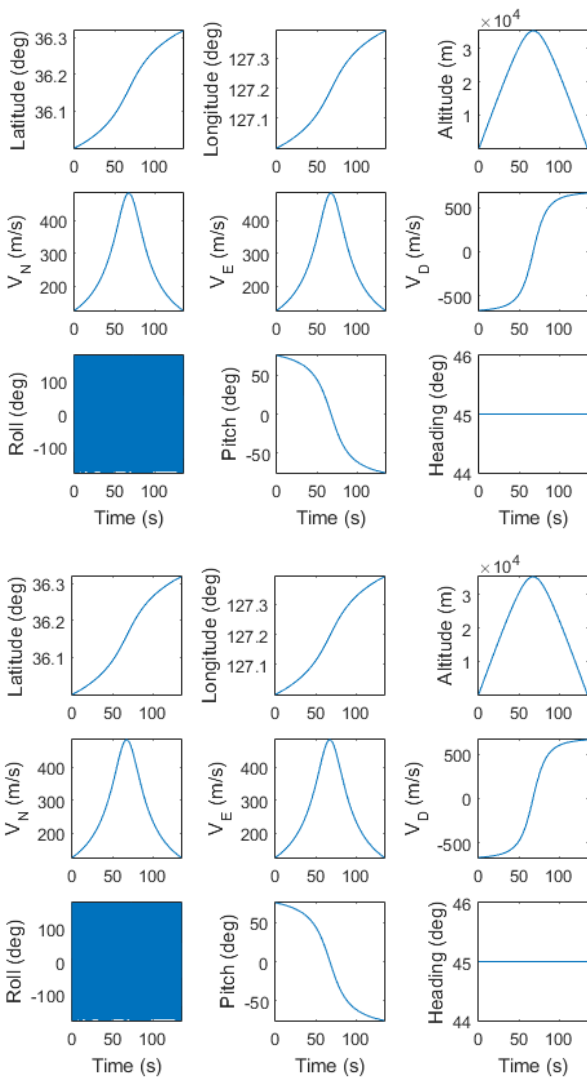 Latitude (deg)
36.3
36.2
36.1
0 50 100
Longitude (deg)
127.3
127.2
127.1
0 50 100
×10^4
Altitude (m)
3
2
1
0 50 100
V_N (m/s)
400
300
200
0 50 100
V_E (m/s)
400
300
200
0 50 100
V_D (m/s)
500
0
-500
0 50 100
Roll (deg)
100
0
-100
0 50 100
Time (s)
Pitch (deg)
50
0
-50
0 50 100
Time (s)
Heading (deg)
46
45
44
0 50 100
Time (s)
Latitude (deg)
36.3
36.2
36.1
0 50 100
Longitude (deg)
127.3
127.2
127.1
0 50 100
×10^4
Altitude (m)
3
2
1
0 50 100
V_N (m/s)
400
300
200
0 50 100
V_E (m/s)
400
300
200
0 50 100
V_D (m/s)
500
0
-500
0 50 100
Roll (deg)
100
0
-100
0 50 100
Time (s)
Pitch (deg)
50
0
-50
0 50 100
Time (s)
Heading (deg)
46
45
44
0 50 100
Time (s)